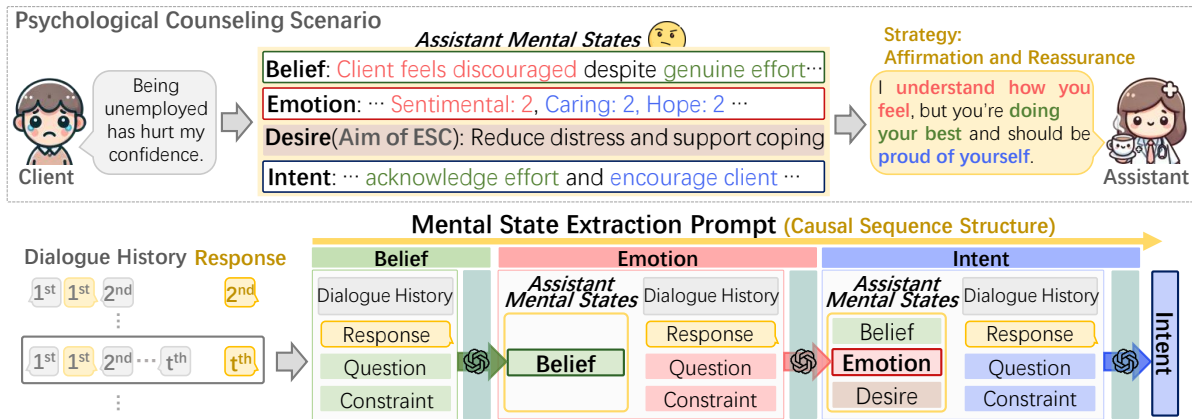 Psychological Counseling Scenario
Being
unemployed
has hurt my
confidence.
Client
Assistant Mental States
Belief: Client feels discouraged despite genuine effort···
Emotion: ··· Sentimental: 2, Caring: 2, Hope: 2 ···
Desire(Aim of ESC): Reduce distress and support coping
Intent: ··· acknowledge effort and encourage client ···
Strategy:
Affirmation and Reassurance
I understand how you
feel, but you're doing
your best and should be
proud of yourself.
Assistant
Mental State Extraction Prompt (Causal Sequence Structure)
Dialogue History Response
1st 1st 2nd 2nd
⋮
1st 1st 2nd ··· tth tth
⋮
Belief
Dialogue History
Response
Question
Constraint
Emotion
Assistant
Mental States
Belief
Dialogue History
Response
Question
Constraint
Intent
Assistant
Mental States
Belief
Emotion
Desire
Dialogue History
Response
Question
Constraint
Intent